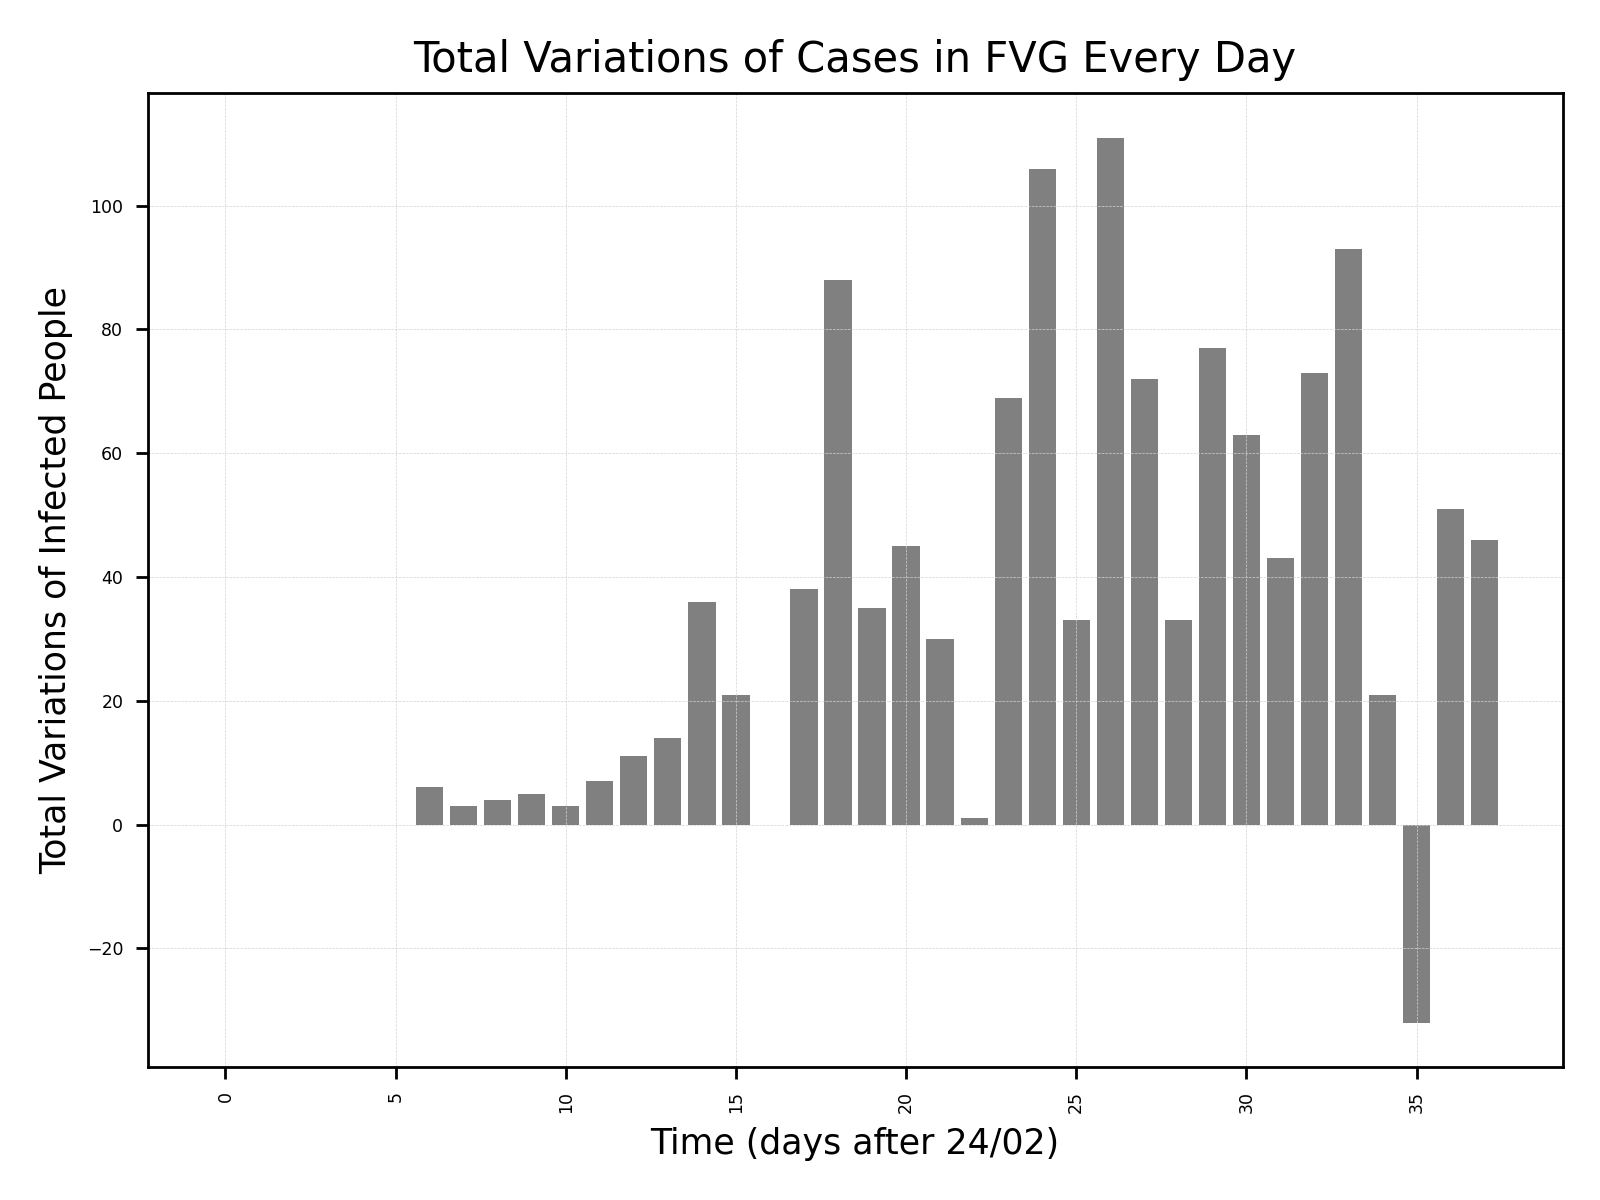 Total Variations of Cases in FVG Every Day
Total Variations of Infected People
100
80
60
40
20
0
−20
0 5 10 15 20 25 30 35
Time (days after 24/02)